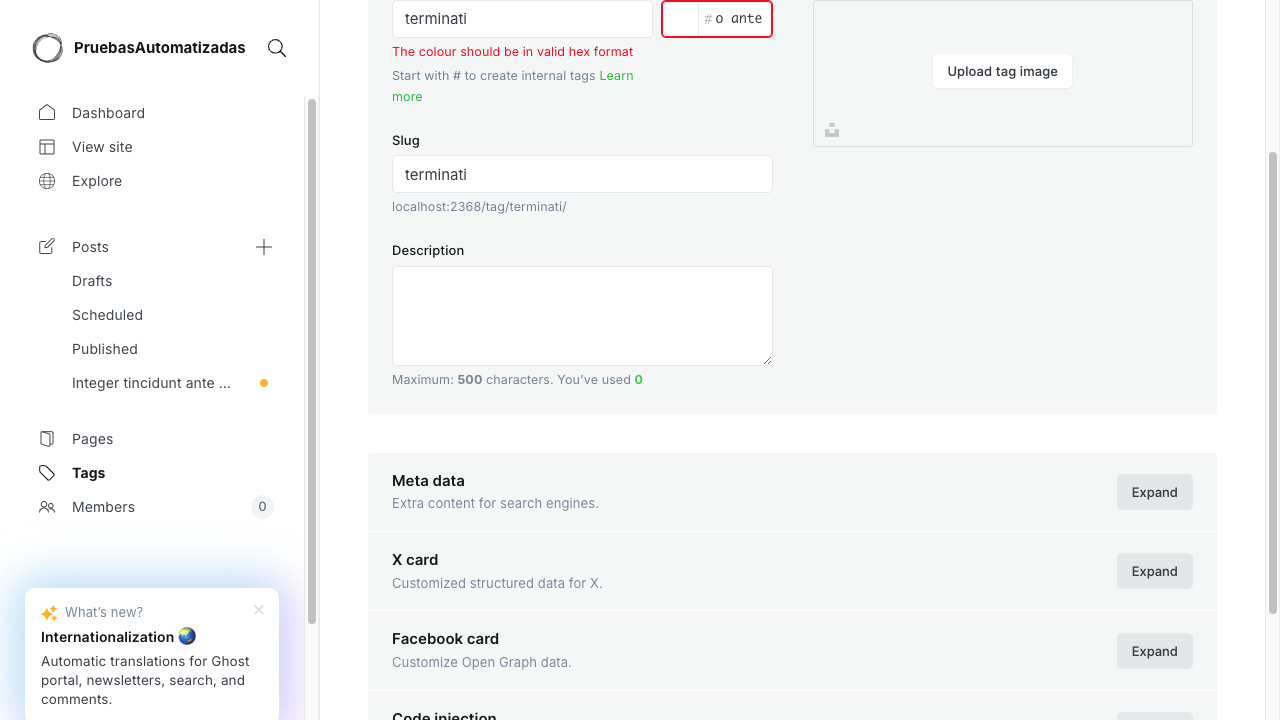 PruebasAutomatizadas
Dashboard
View site
Explore
Posts
Drafts
Scheduled
Published
Integer tincidunt ante ...
Pages
Tags
Members
0
What's new?
Internationalization 🌏
Automatic translations for Ghost
portal, newsletters, search, and
comments.
terminati
# o ante
The colour should be in valid hex format
Start with # to create internal tags Learn
more
Slug
terminati
localhost:2368/tag/terminati/
Description
Maximum: 500 characters. You've used 0
Upload tag image
Meta data
Extra content for search engines.
Expand
X card
Customized structured data for X.
Expand
Facebook card
Customize Open Graph data.
Expand
Code injection